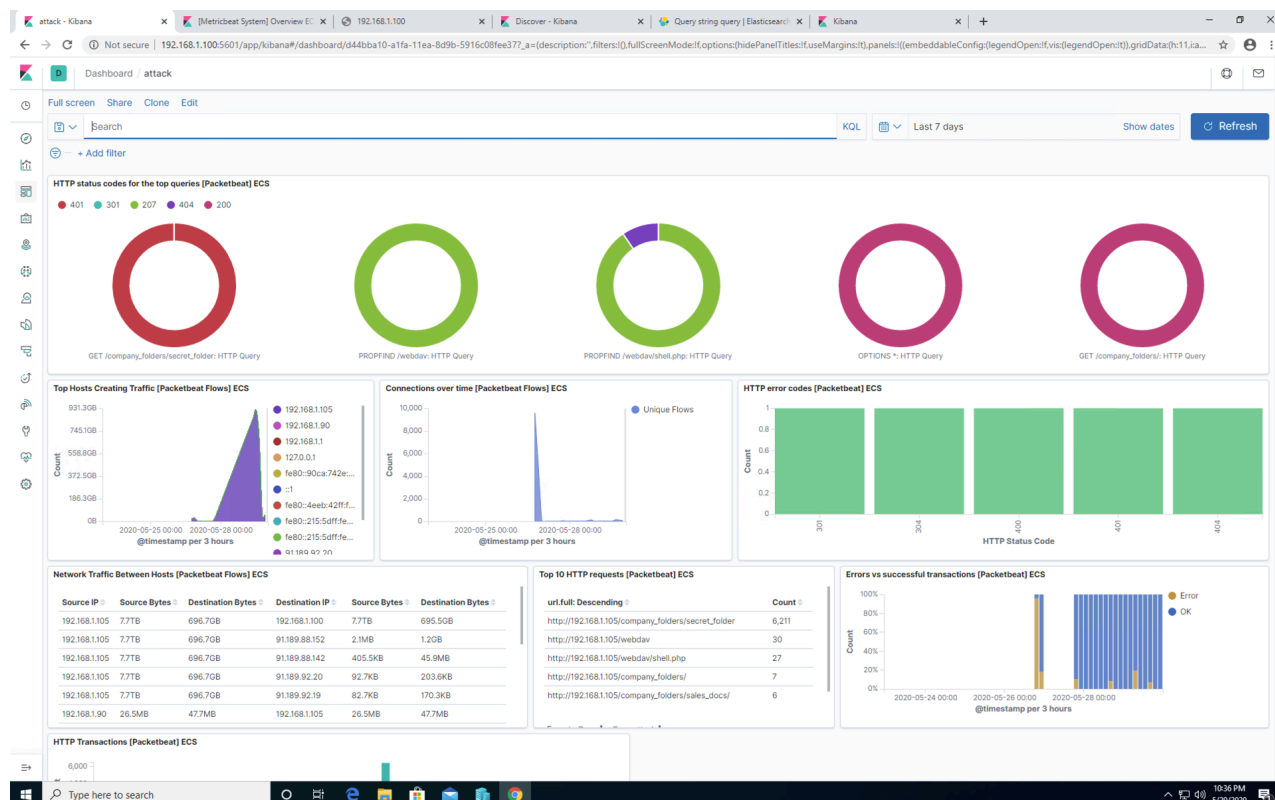 attack - Kibana
[Metricbeat System] Overview EC
192.168.1.100
Discover - Kibana
Query string query | Elasticsearch
Kibana
Not secure | 192.168.1.100:5601/app/kibana#/dashboard/d44bba10-a1fa-11ea-8d9b-5916c08fee37?_a=(description:'',filters:!(),fullScreenMode:!f,options:(hidePanelTitles:!f,useMargins:!t),panels:!((embeddableConfig:(legendOpen:!f,vis:(legendOpen:!t)),gridData:(h:11,i:a...
D Dashboard / attack
Full screen Share Clone Edit
Search KQL Last 7 days Show dates Refresh
+ Add filter
HTTP status codes for the top queries [Packetbeat] ECS
401 301 207 404 200
GET /company_folders/secret_folder: HTTP Query
PROPFIND /webdav: HTTP Query
PROPFIND /webdav/shell.php: HTTP Query
OPTIONS *: HTTP Query
GET /company_folders/: HTTP Query
Top Hosts Creating Traffic [Packetbeat Flows] ECS
931.3GB
745.1GB
558.8GB
372.5GB
186.3GB
0B
Count
2020-05-25 00:00 2020-05-28 00:00
@timestamp per 3 hours
192.168.1.105
192.168.1.90
192.168.1.1
127.0.0.1
fe80::90ca:742e:...
::1
fe80::4eeb:42ff:f...
fe80::215:5dff:fe...
fe80::215:5dff:fe...
91.189.92.20
Connections over time [Packetbeat Flows] ECS
10,000
8,000
6,000
4,000
2,000
0
Count
2020-05-25 00:00 2020-05-28 00:00
@timestamp per 3 hours
Unique Flows
HTTP error codes [Packetbeat] ECS
1
0.8
0.6
0.4
0.2
0
Count
301 304 400 401 404
HTTP Status Code
Network Traffic Between Hosts [Packetbeat Flows] ECS
Source IP Source Bytes Destination Bytes Destination IP Source Bytes Destination Bytes
192.168.1.105 7.7TB 696.7GB 192.168.1.100 7.7TB 695.5GB
192.168.1.105 7.7TB 696.7GB 91.189.88.152 2.1MB 1.2GB
192.168.1.105 7.7TB 696.7GB 91.189.88.142 405.5KB 45.9MB
192.168.1.105 7.7TB 696.7GB 91.189.92.20 92.7KB 203.6KB
192.168.1.105 7.7TB 696.7GB 91.189.92.19 82.7KB 170.3KB
192.168.1.90 26.5MB 47.7MB 192.168.1.105 26.5MB 47.7MB
Top 10 HTTP requests [Packetbeat] ECS
url.full: Descending Count
http://192.168.1.105/company_folders/secret_folder 6,211
http://192.168.1.105/webdav 30
http://192.168.1.105/webdav/shell.php 27
http://192.168.1.105/company_folders/ 7
http://192.168.1.105/company_folders/sales_docs/ 6
Errors vs successful transactions [Packetbeat] ECS
100%
80%
60%
40%
20%
0%
Count
2020-05-24 00:00 2020-05-26 00:00 2020-05-28 00:00
@timestamp per 3 hours
Error
OK
HTTP Transactions [Packetbeat] ECS
6,000
Type here to search
10:36 PM